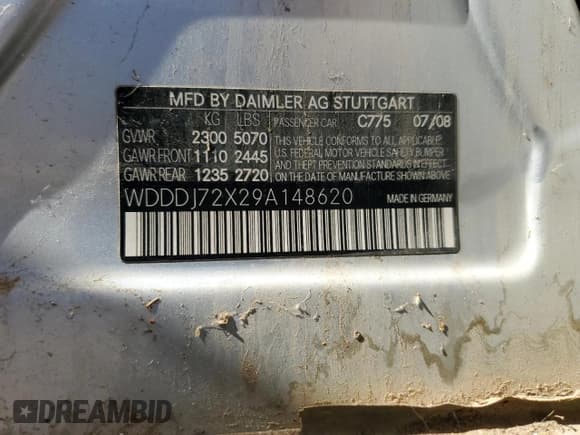 MFD BY DAIMLER AG STUTTGART
KG LBS PASSENGER CAR C775 07/08
GVWR 2300 5070 THIS VEHICLE CONFORMS TO ALL APPLICABLE
GAWR FRONT 1110 2445 U.S. FEDERAL MOTOR VEHICLE SAFETY, BUMPER
GAWR REAR 1235 2720 AND THEFT PREVENTION STANDARDS IN EFFECT
ON THE DATE OF MANUFACTURE SHOWN ABOVE.
WDDDJ72X29A148620 MADE IN GERMANY
DREAMBID